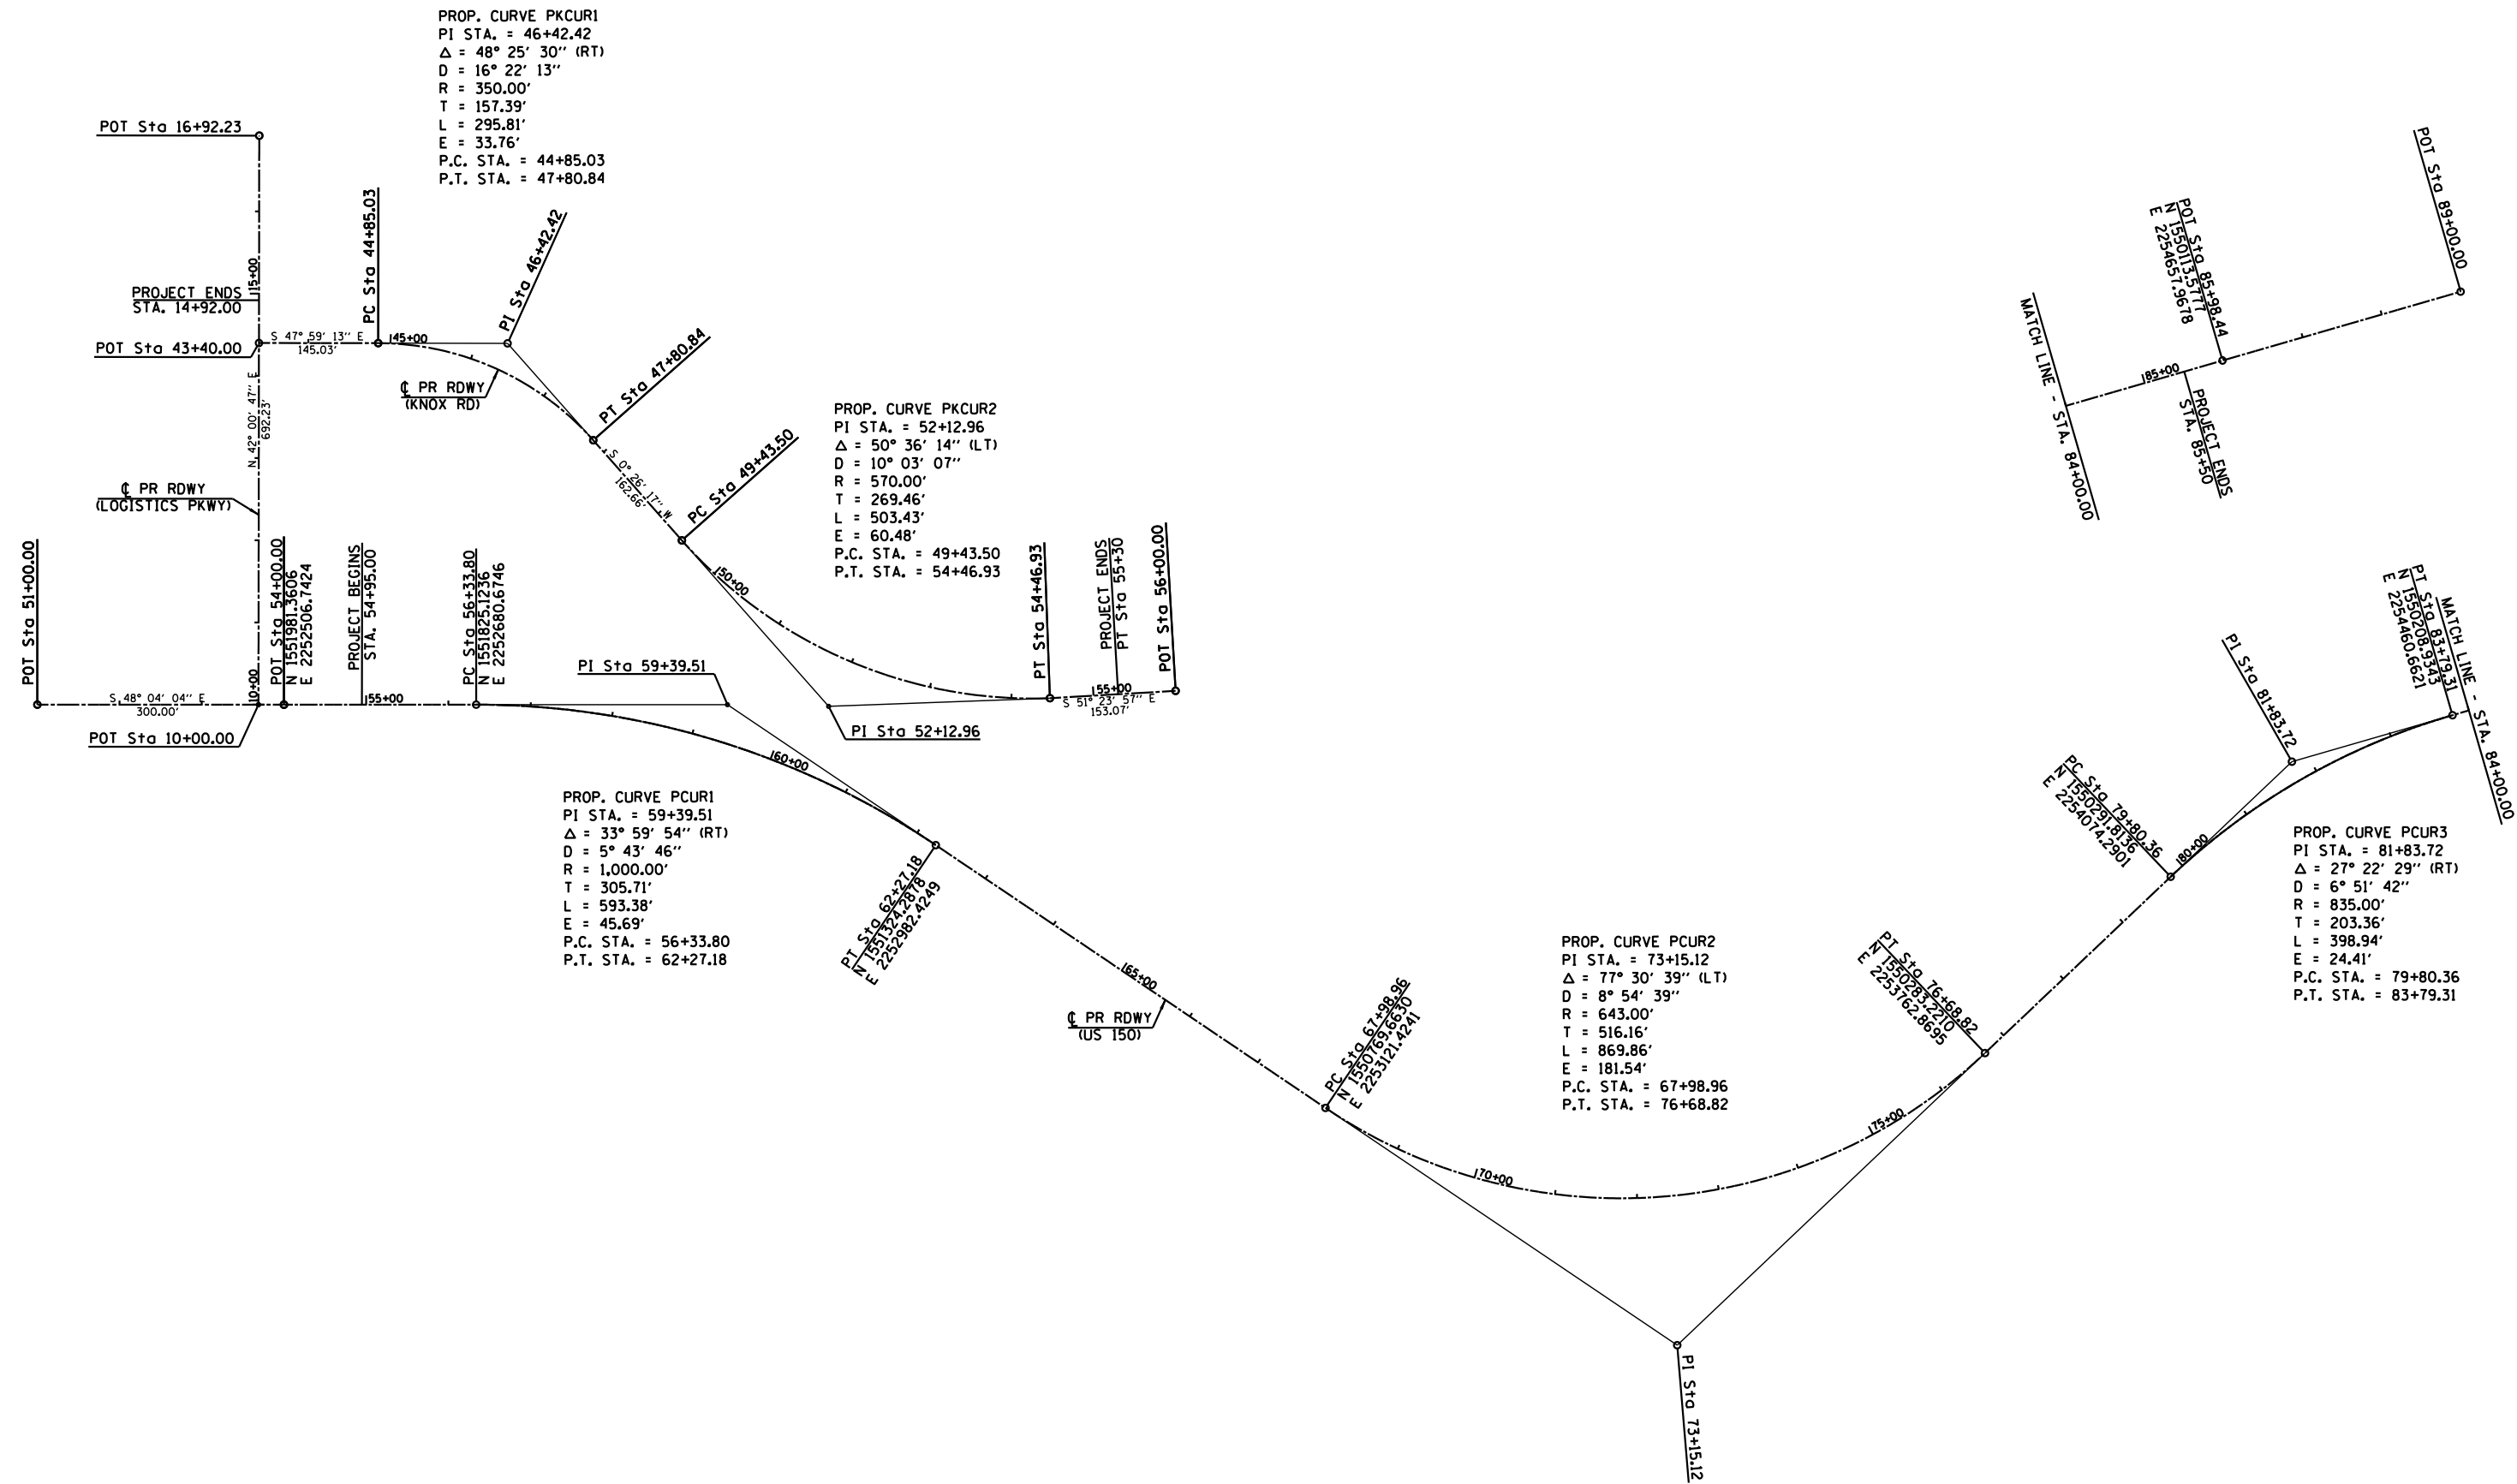 PROP. CURVE PKCUR1
PI STA. = 46+42.42
Δ = 48° 25' 30'' (RT)
D = 16° 22' 13''
R = 350.00'
T = 157.39'
L = 295.81'
E = 33.76'
P.C. STA. = 44+85.03
P.T. STA. = 47+80.84
POT Sta 16+92.23
15+00
PROJECT ENDS
STA. 14+92.00
POT Sta 43+40.00
S 47° 59' 13'' E
145.03'
PC Sta 44+85.03
45+00
PI Sta 46+42.42
℄ PR RDWY
(KNOX RD)
PT Sta 47+80.84
N 42° 00' 47'' E
692.23'
S 0° 26' 17'' W
162.66'
PC Sta 49+43.50
℄ PR RDWY
(LOGISTICS PKWY)
PROP. CURVE PKCUR2
PI STA. = 52+12.96
Δ = 50° 36' 14'' (LT)
D = 10° 03' 07''
R = 570.00'
T = 269.46'
L = 503.43'
E = 60.48'
P.C. STA. = 49+43.50
P.T. STA. = 54+46.93
50+00
PT Sta 54+46.93
PROJECT ENDS
PT Sta 55+30
POT Sta 56+00.00
55+00
S 51° 23' 57'' E
153.07'
PI Sta 52+12.96
POT Sta 51+00.00
S 48° 04' 04'' E
300.00'
10+00
POT Sta 10+00.00
POT Sta 54+00.00
N 1551981.3606
E 2252506.7424
PROJECT BEGINS
STA. 54+95.00
55+00
PC Sta 56+33.80
N 1551825.1236
E 2252680.6746
PI Sta 59+39.51
60+00
PROP. CURVE PCUR1
PI STA. = 59+39.51
Δ = 33° 59' 54'' (RT)
D = 5° 43' 46''
R = 1,000.00'
T = 305.71'
L = 593.38'
E = 45.69'
P.C. STA. = 56+33.80
P.T. STA. = 62+27.18
PT Sta 62+27.18
N 1551324.2878
E 2252982.4249
65+00
℄ PR RDWY
(US 150)
PC Sta 67+98.96
N 1550769.6630
E 2253121.4241
70+00
PROP. CURVE PCUR2
PI STA. = 73+15.12
Δ = 77° 30' 39'' (LT)
D = 8° 54' 39''
R = 643.00'
T = 516.16'
L = 869.86'
E = 181.54'
P.C. STA. = 67+98.96
P.T. STA. = 76+68.82
PI Sta 73+15.12
75+00
PT Sta 76+68.82
N 1550283.2210
E 2253762.8695
PC Sta 79+80.36
N 1550291.8136
E 2254074.2901
80+00
PI Sta 81+83.72
PT Sta 83+79.31
N 1550208.9343
E 2254460.6621
MATCH LINE - STA. 84+00.00
PROP. CURVE PCUR3
PI STA. = 81+83.72
Δ = 27° 22' 29'' (RT)
D = 6° 51' 42''
R = 835.00'
T = 203.36'
L = 398.94'
E = 24.41'
P.C. STA. = 79+80.36
P.T. STA. = 83+79.31
MATCH LINE - STA. 84+00.00
85+00
PROJECT ENDS
STA. 85+50
POT Sta 85+98.44
N 1550113.5777
E 2254657.9678
POT Sta 89+00.00